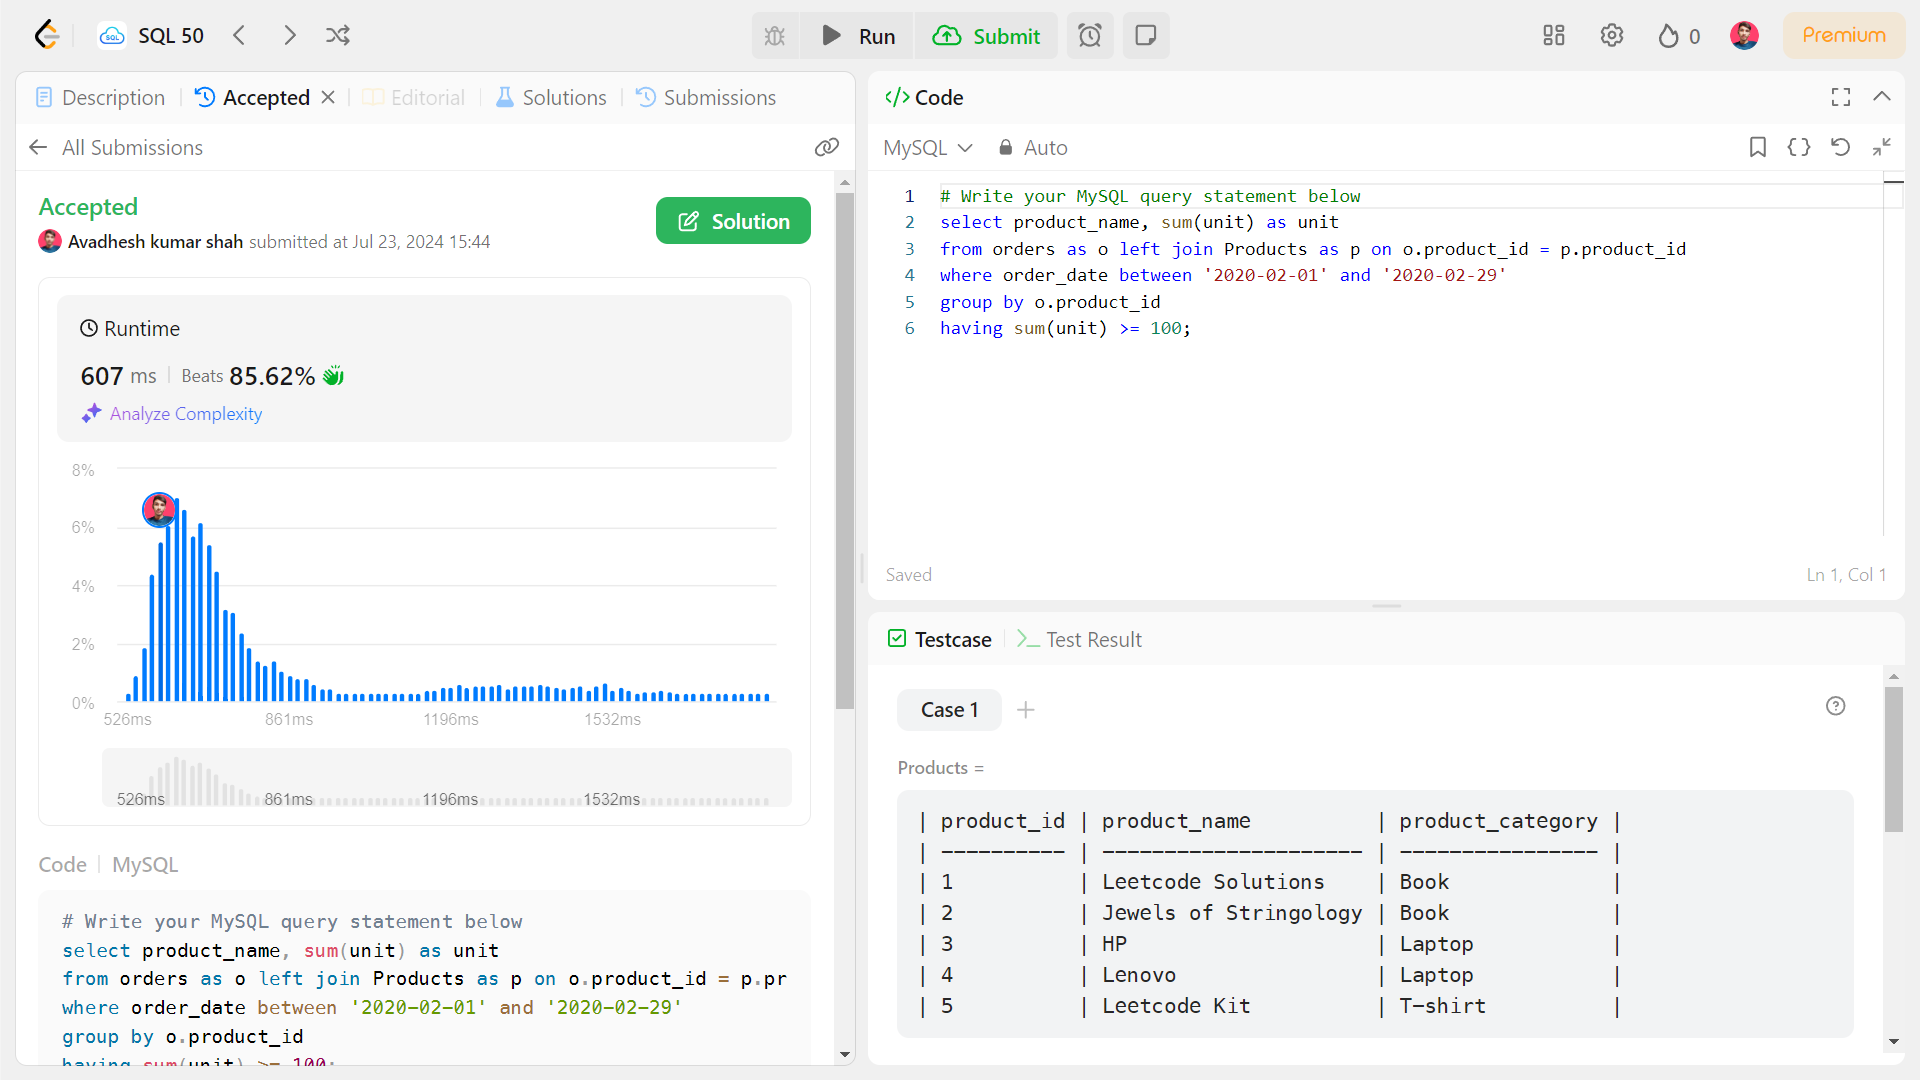 SQL 50
Run
Submit
0
Premium
Description
Accepted
Editorial
Solutions
Submissions
All Submissions
Accepted
Avadhesh kumar shah submitted at Jul 23, 2024 15:44
Solution
Runtime
607 ms
Beats 85.62%
Analyze Complexity
8%
6%
4%
2%
0%
526ms 861ms 1196ms 1532ms
526ms 861ms 1196ms 1532ms
Code MySQL
# Write your MySQL query statement below
select product_name, sum(unit) as unit
from orders as o left join Products as p on o.product_id = p.pr
where order_date between '2020-02-01' and '2020-02-29'
group by o.product_id
having sum(unit) >= 100;
</> Code
MySQL
Auto
1 # Write your MySQL query statement below
2 select product_name, sum(unit) as unit
3 from orders as o left join Products as p on o.product_id = p.product_id
4 where order_date between '2020-02-01' and '2020-02-29'
5 group by o.product_id
6 having sum(unit) >= 100;
Saved
Ln 1, Col 1
Testcase
>_ Test Result
Case 1
Products =
| product_id | product_name | product_category |
| ---------- | --------------------- | ---------------- |
| 1 | Leetcode Solutions | Book |
| 2 | Jewels of Stringology | Book |
| 3 | HP | Laptop |
| 4 | Lenovo | Laptop |
| 5 | Leetcode Kit | T-shirt |